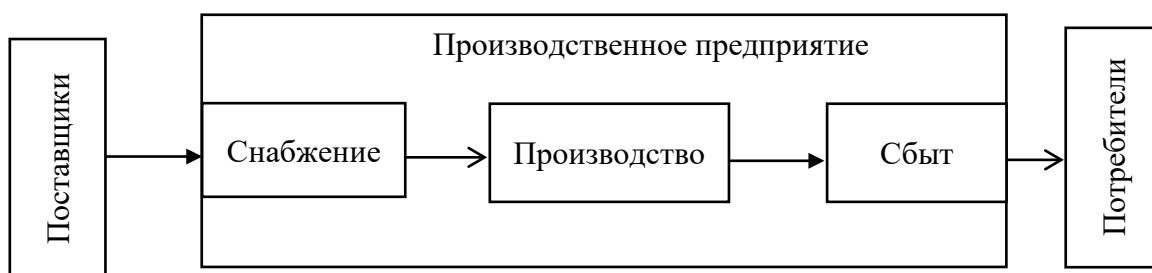 Производственное предприятие
Поставщики
Снабжение
Производство
Сбыт
Потребители